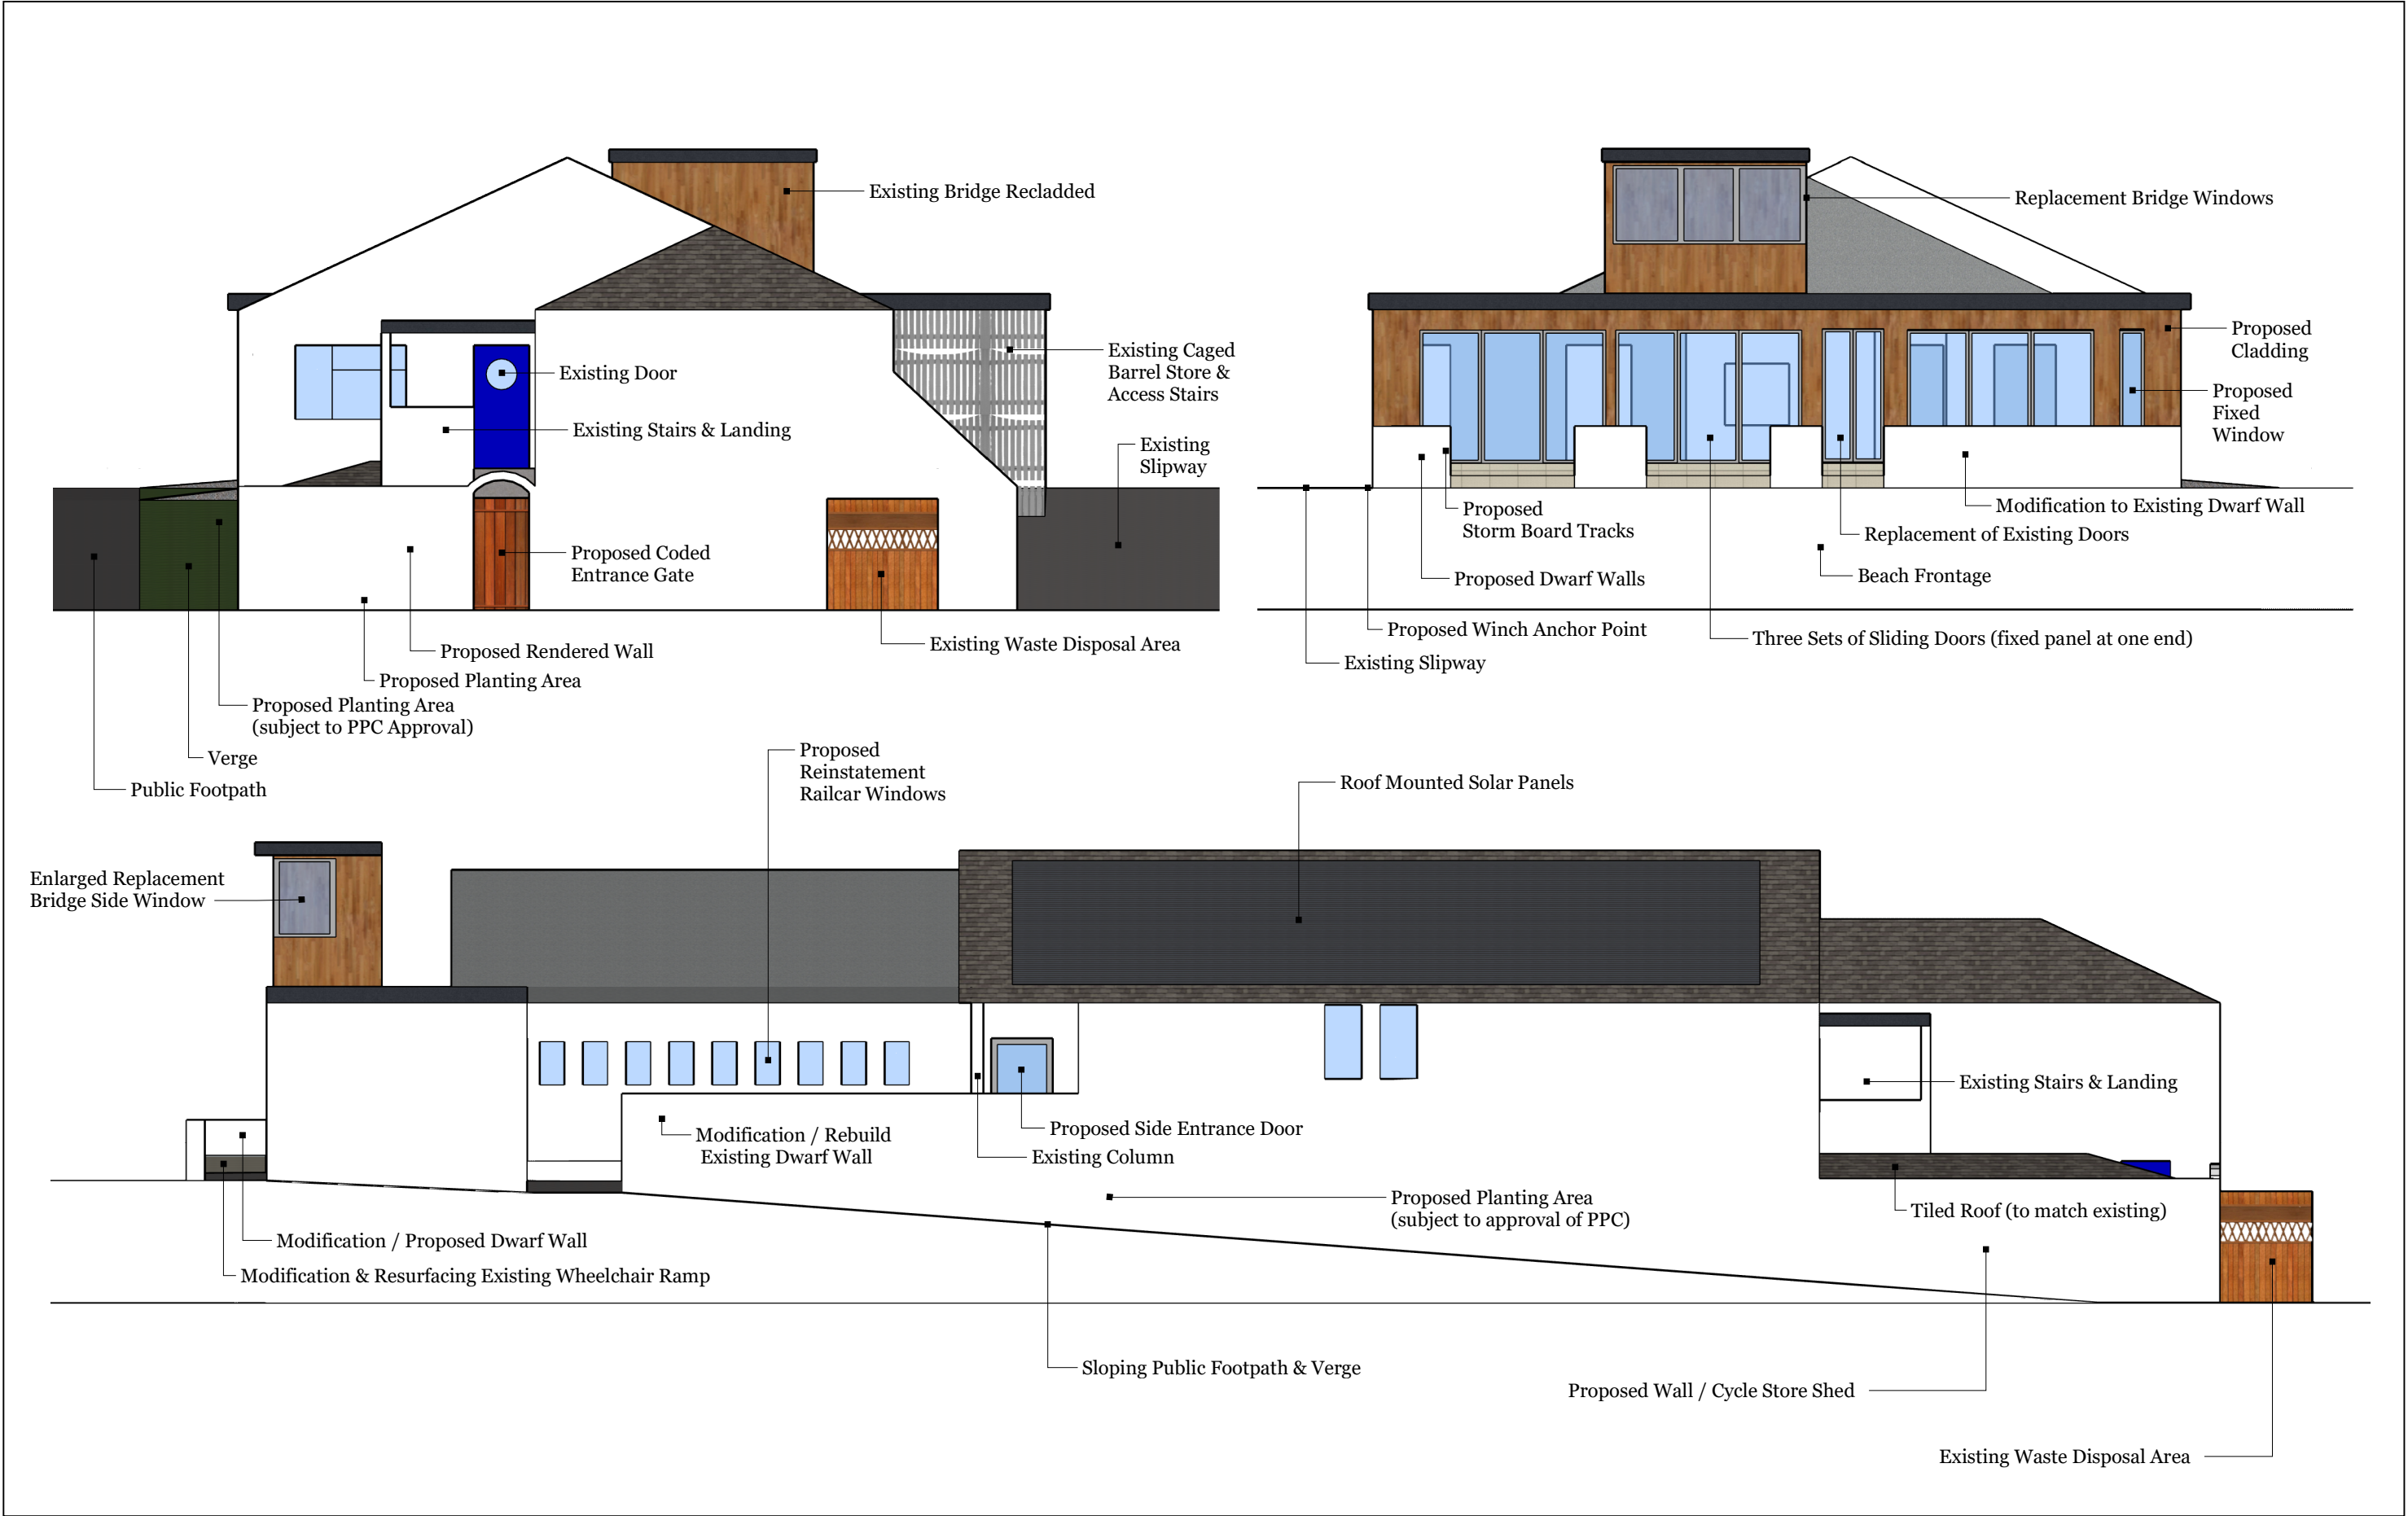 Existing Bridge Recladded
Existing Door
Existing Stairs & Landing
Existing Caged
Barrel Store &
Access Stairs
Existing
Slipway
Proposed Coded
Entrance Gate
Existing Waste Disposal Area
Proposed Rendered Wall
Proposed Planting Area
Proposed Planting Area
(subject to PPC Approval)
Verge
Public Footpath
Replacement Bridge Windows
Proposed
Cladding
Proposed
Fixed
Window
Modification to Existing Dwarf Wall
Proposed
Storm Board Tracks
Replacement of Existing Doors
Proposed Dwarf Walls
Beach Frontage
Proposed Winch Anchor Point
Three Sets of Sliding Doors (fixed panel at one end)
Existing Slipway
Proposed
Reinstatement
Railcar Windows
Roof Mounted Solar Panels
Enlarged Replacement
Bridge Side Window
Existing Stairs & Landing
Modification / Rebuild
Existing Dwarf Wall
Proposed Side Entrance Door
Existing Column
Proposed Planting Area
(subject to approval of PPC)
Tiled Roof (to match existing)
Modification / Proposed Dwarf Wall
Modification & Resurfacing Existing Wheelchair Ramp
Sloping Public Footpath & Verge
Proposed Wall / Cycle Store Shed
Existing Waste Disposal Area